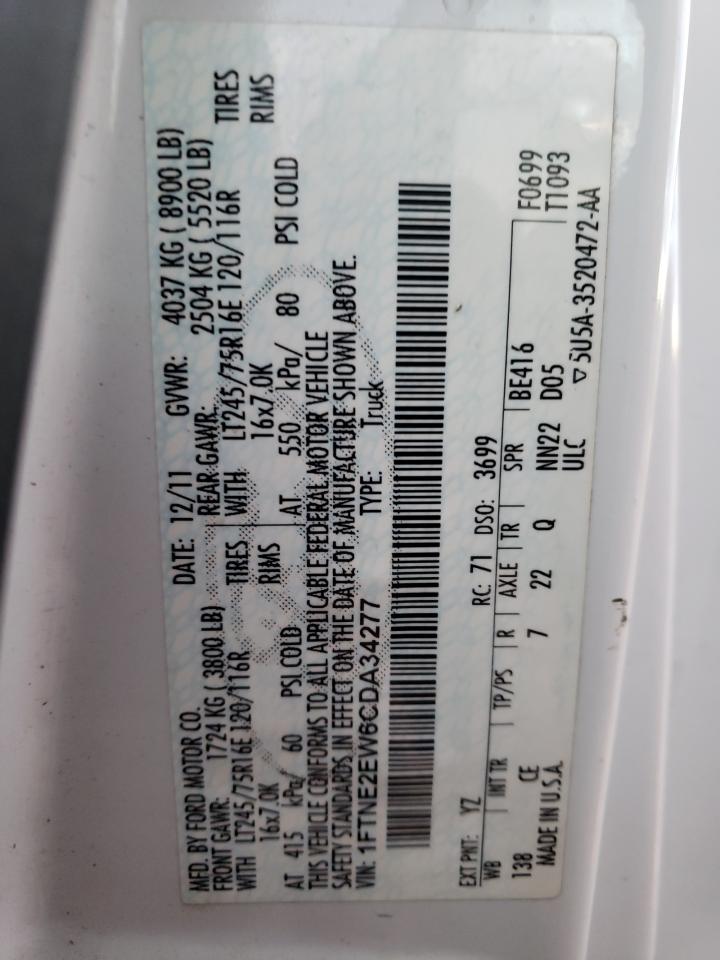 MFD. BY FORD MOTOR CO. DATE: 12/11 GVWR: 4037 KG ( 8900 LB)
FRONT GAWR: 1724 KG ( 3800 LB) REAR GAWR: 2504 KG ( 5520 LB)
WITH LT245/75R16E 120/116R TIRES WITH LT245/75R16E 120/116R TIRES
16x7.0K RIMS 16x7.0K RIMS
AT 415 kPa/ 60 PSI COLD AT 550 kPa/ 80 PSI COLD
THIS VEHICLE CONFORMS TO ALL APPLICABLE FEDERAL MOTOR VEHICLE
SAFETY STANDARDS IN EFFECT ON THE DATE OF MANUFACTURE SHOWN ABOVE.
VIN: 1FTNE2EW6CDA34277 TYPE: Truck
EXT PNT: YZ RC: 71 DSO: 3699
WB INT TR TP/PS R AXLE TR SPR BE416 F0699
138 CE 7 22 Q NN22 D05 T1093
MADE IN U.S.A. ULC ▽ 5U5A-3520472-AA